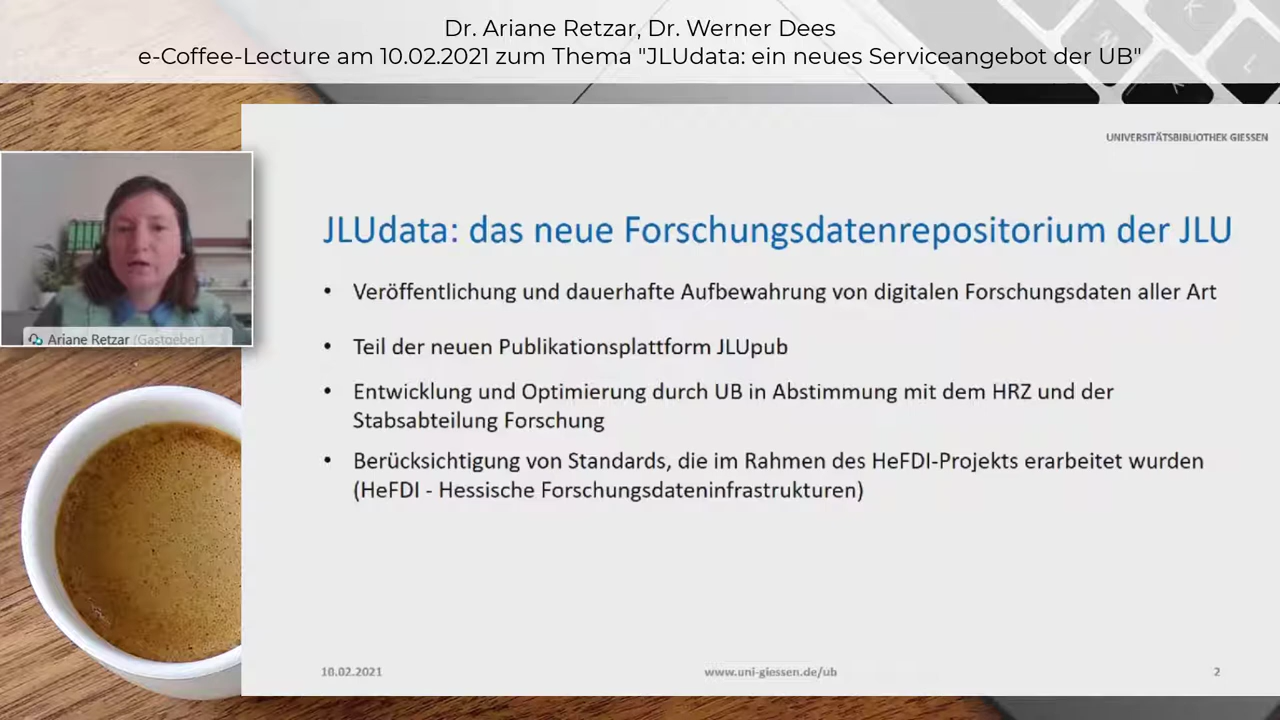 Dr. Ariane Retzar, Dr. Werner Dees
e-Coffee-Lecture am 10.02.2021 zum Thema "JLUdata: ein neues Serviceangebot der UB"
UNIVERSITÄTSBIBLIOTHEK GIESSEN
Ariane Retzar (Gastgeber)
JLUdata: das neue Forschungsdatenrepositorium der JLU
• Veröffentlichung und dauerhafte Aufbewahrung von digitalen Forschungsdaten aller Art
• Teil der neuen Publikationsplattform JLUpub
• Entwicklung und Optimierung durch UB in Abstimmung mit dem HRZ und der
Stabsabteilung Forschung
• Berücksichtigung von Standards, die im Rahmen des HeFDI-Projekts erarbeitet wurden
(HeFDI - Hessische Forschungsdateninfrastrukturen)
10.02.2021
www.uni-giessen.de/ub
2